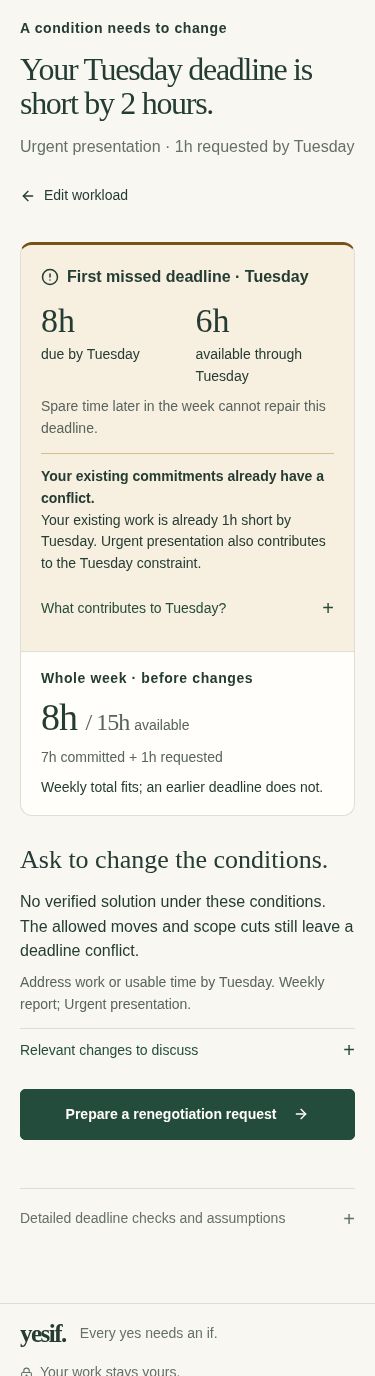 A condition needs to change
Your Tuesday deadline is
short by 2 hours.
Urgent presentation · 1h requested by Tuesday
← Edit workload
First missed deadline · Tuesday
8h
due by Tuesday
6h
available through
Tuesday
Spare time later in the week cannot repair this
deadline.
Your existing commitments already have a
conflict.
Your existing work is already 1h short by
Tuesday. Urgent presentation also contributes
to the Tuesday constraint.
What contributes to Tuesday? +
Whole week · before changes
8h / 15h available
7h committed + 1h requested
Weekly total fits; an earlier deadline does not.
Ask to change the conditions.
No verified solution under these conditions.
The allowed moves and scope cuts still leave a
deadline conflict.
Address work or usable time by Tuesday. Weekly
report; Urgent presentation.
Relevant changes to discuss +
Prepare a renegotiation request →
Detailed deadline checks and assumptions +
yesif. Every yes needs an if.
Your work stays yours.